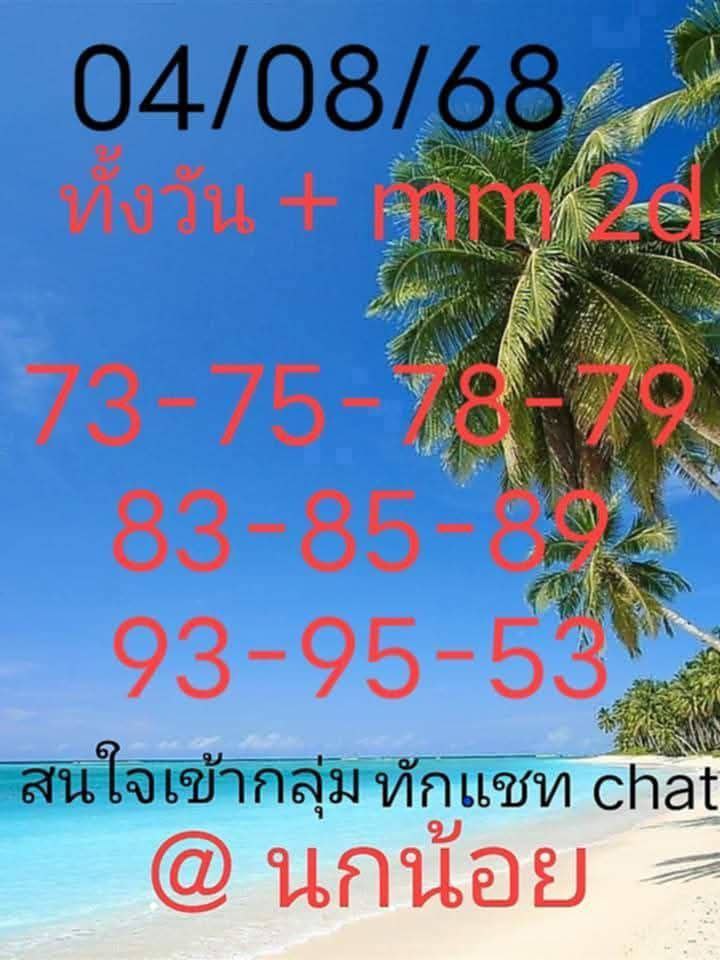 04/08/68
ทั้งวัน + mm 2d
73-75-78-79
83-85-89
93-95-53
สนใจเข้ากลุ่ม ทักแชท chat
@ นกน้อย